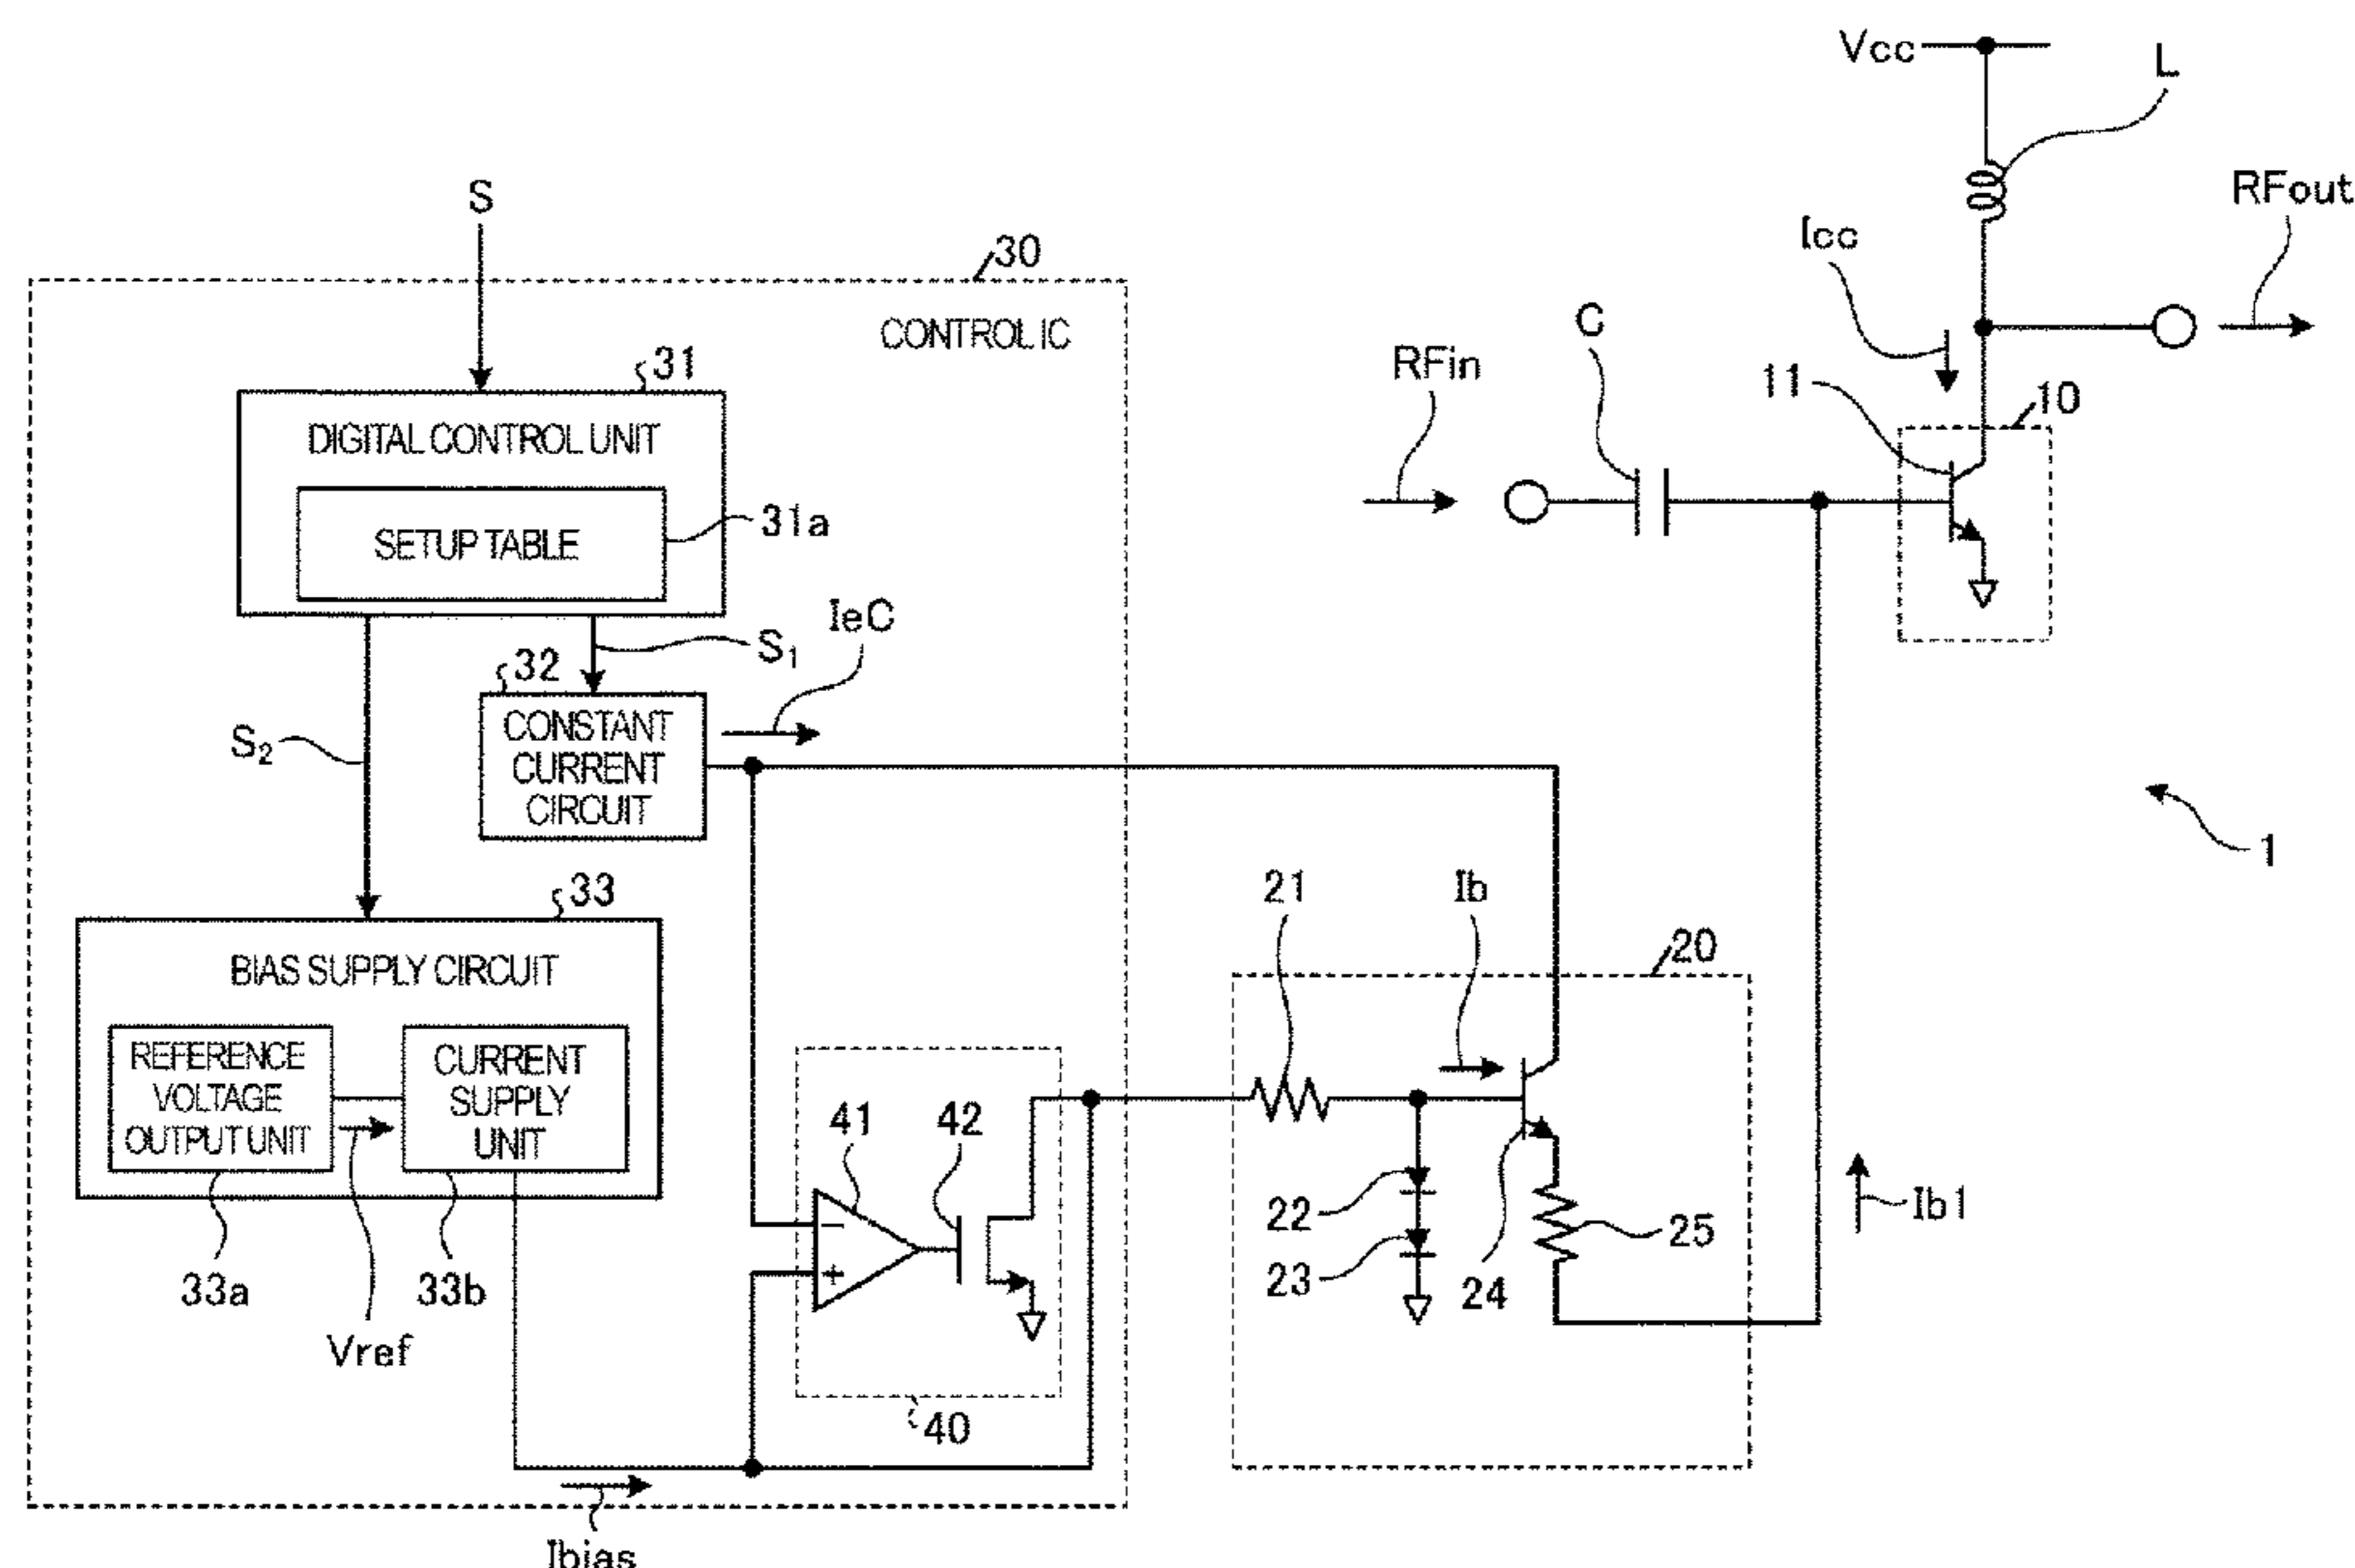 Vcc
L
S
RFout
Icc
30
CONTROL IC
C
RFin
31
11
10
DIGITAL CONTROL UNIT
31a
SETUP TABLE
IeC
S1
32
CONSTANT
CURRENT
CIRCUIT
S2
1
33
21
Ib
20
BIAS SUPPLY CIRCUIT
REFERENCE
VOLTAGE
OUTPUT UNIT
CURRENT
SUPPLY
UNIT
41
42
−
+
22
23
24
25
Ib1
33a
33b
Vref
40
Ibias